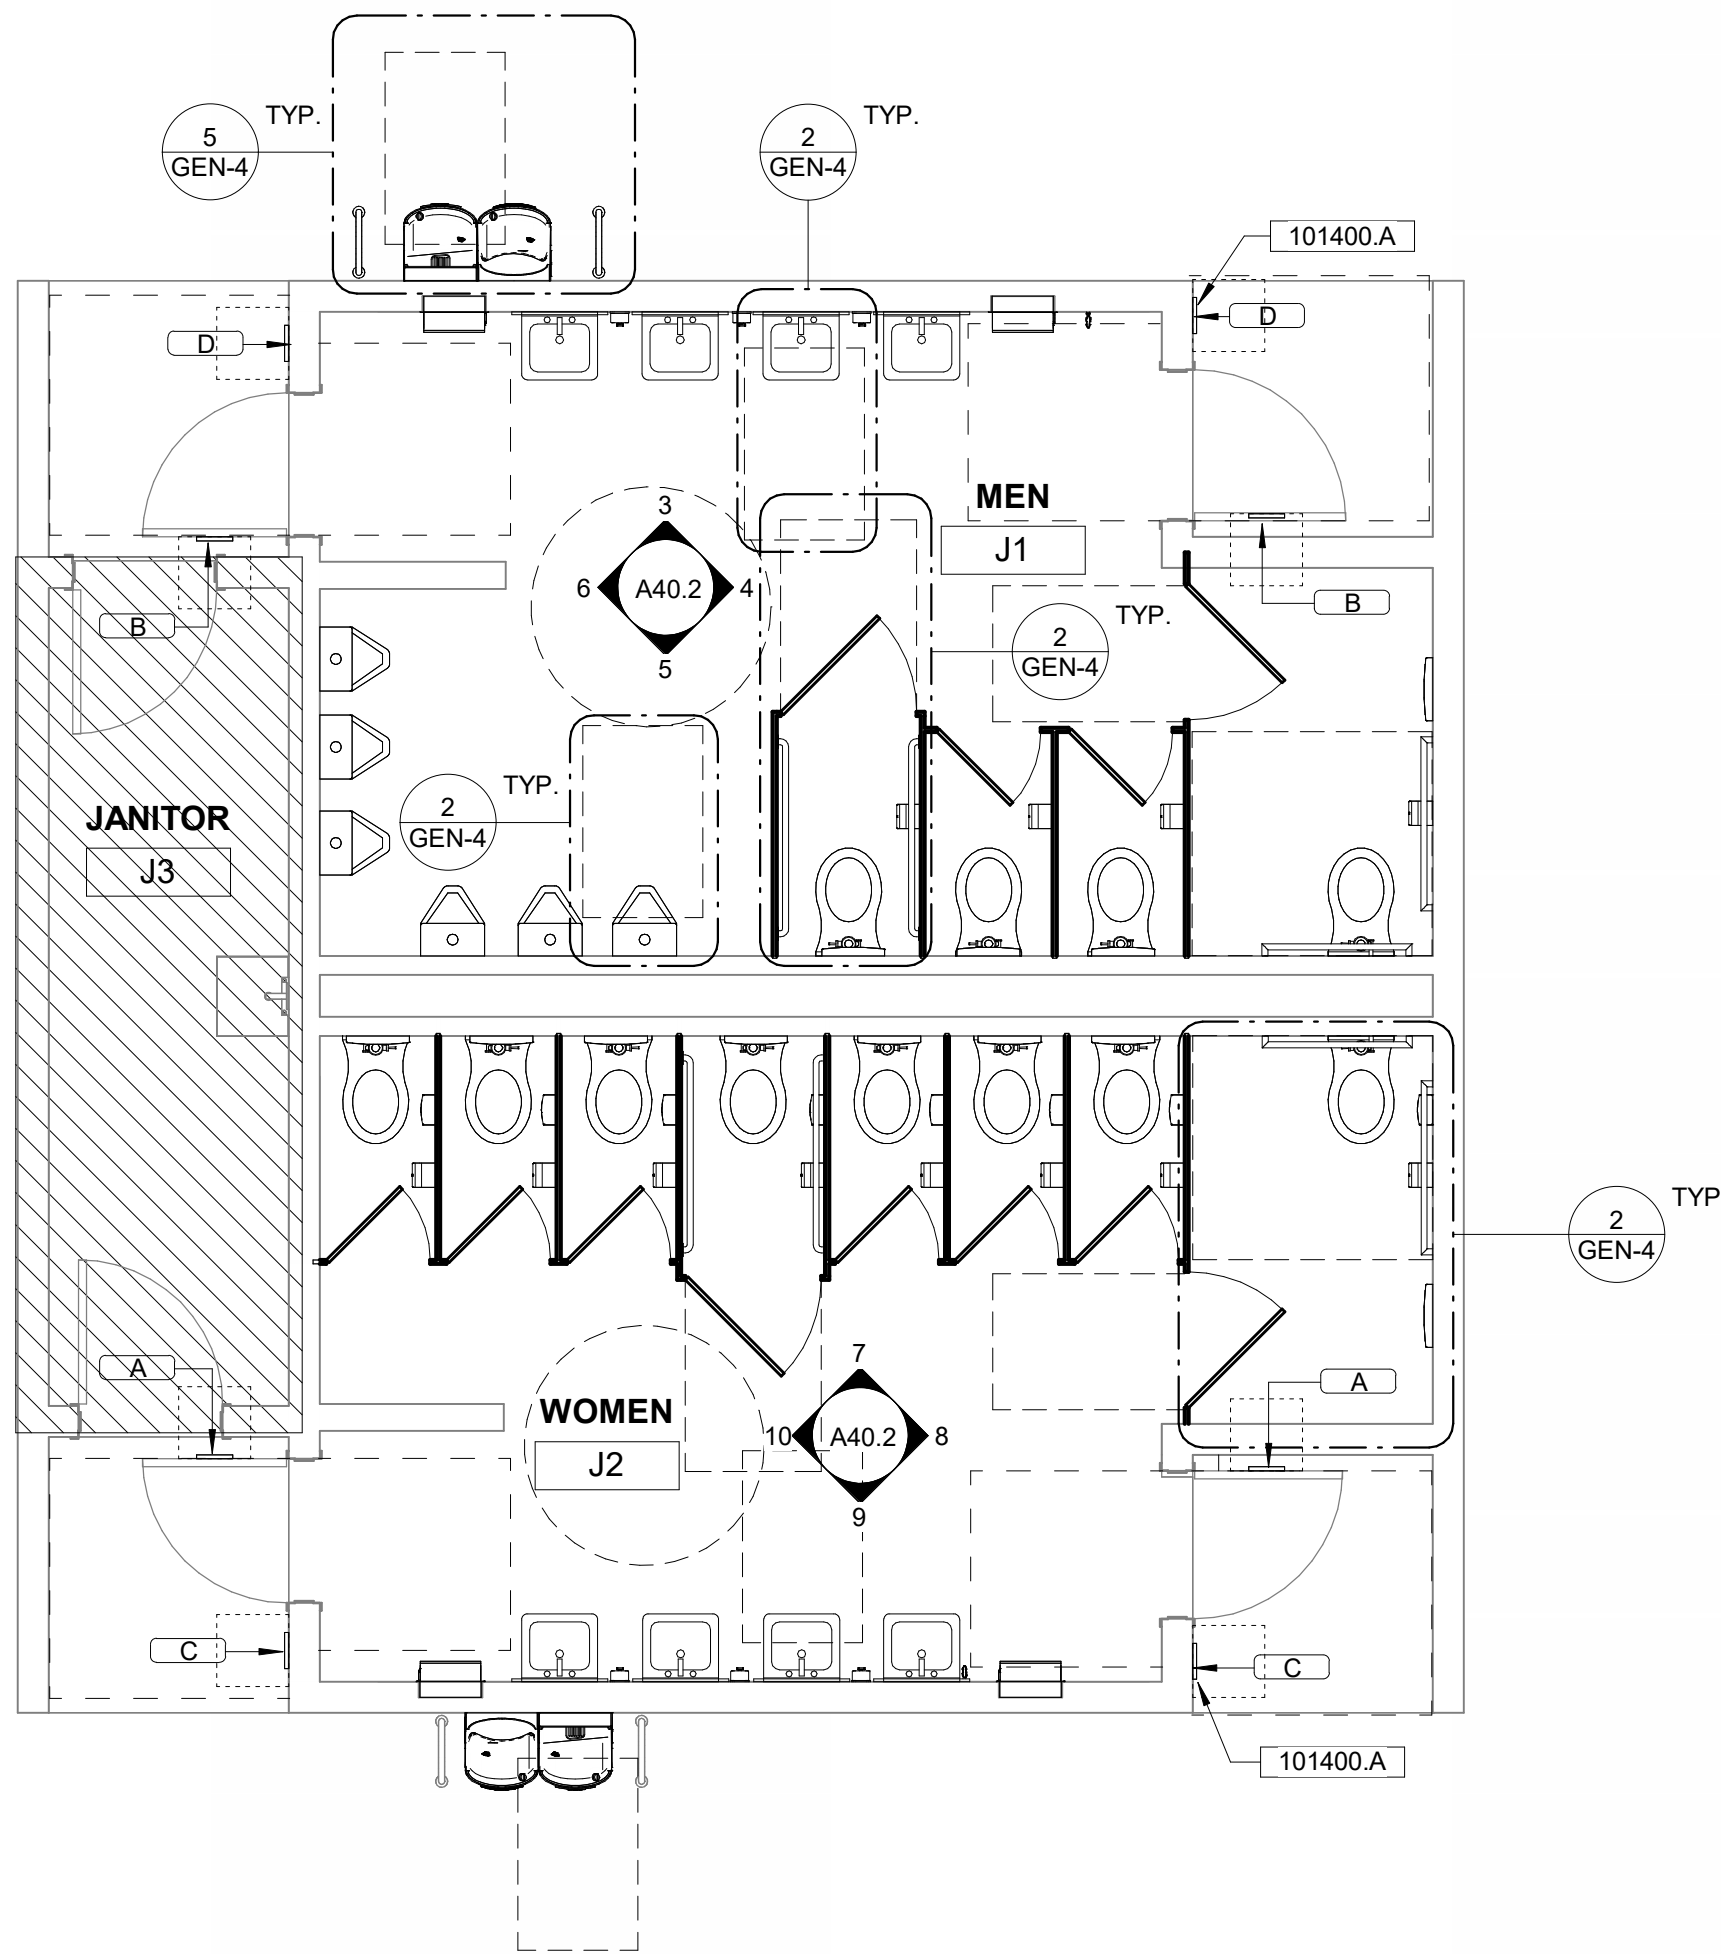 TYP.
5
GEN-4
TYP.
2
GEN-4
101400.A
D
D
MEN
J1
3
6
A40.2
4
5
B
B
TYP.
2
GEN-4
TYP.
2
GEN-4
JANITOR
J3
TYP
2
GEN-4
A
A
7
10
A40.2
8
9
WOMEN
J2
C
C
101400.A